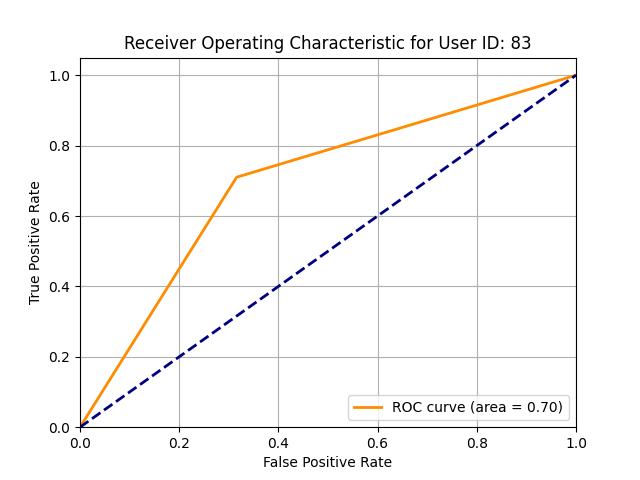 Receiver Operating Characteristic for User ID: 83
True Positive Rate
1.0
0.8
0.6
0.4
0.2
0.0
ROC curve (area = 0.70)
0.0 0.2 0.4 0.6 0.8 1.0
False Positive Rate